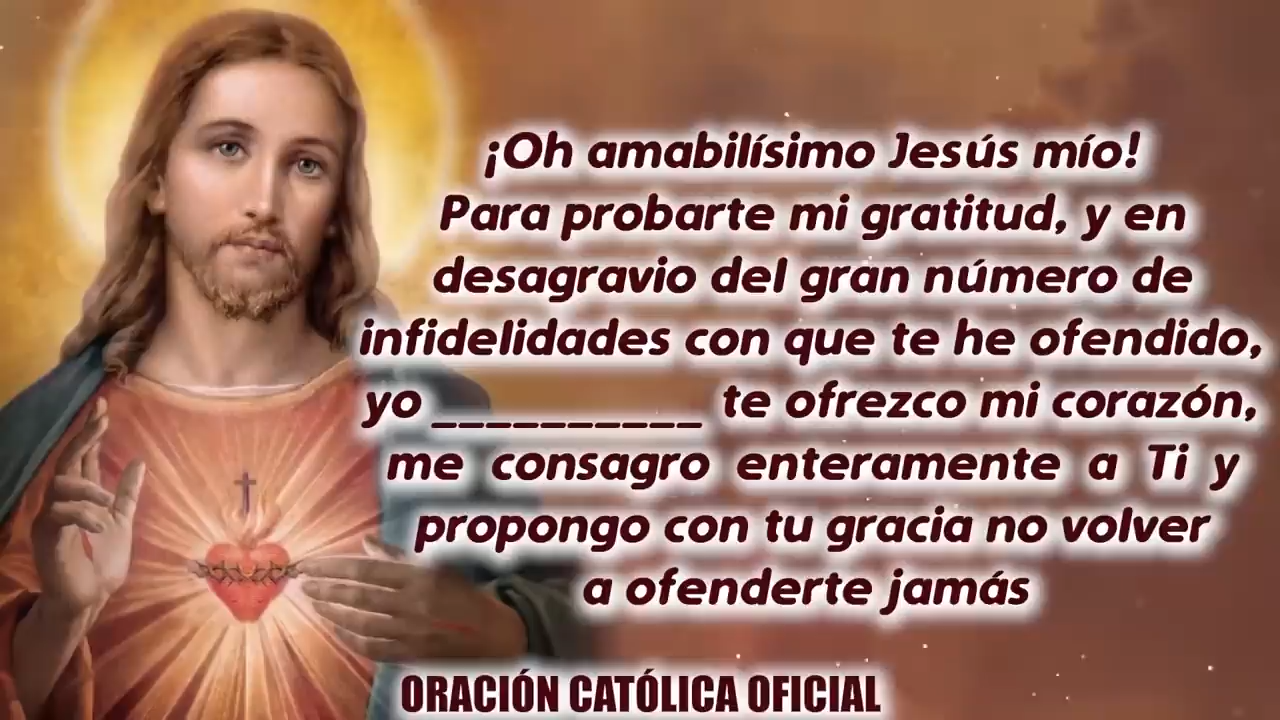 ¡Oh amabilísimo Jesús mío!
Para probarte mi gratitud, y en
desagravio del gran número de
infidelidades con que te he ofendido,
yo __________ te ofrezco mi corazón,
me consagro enteramente a Ti y
propongo con tu gracia no volver
a ofenderte jamás
ORACIÓN CATÓLICA OFICIAL